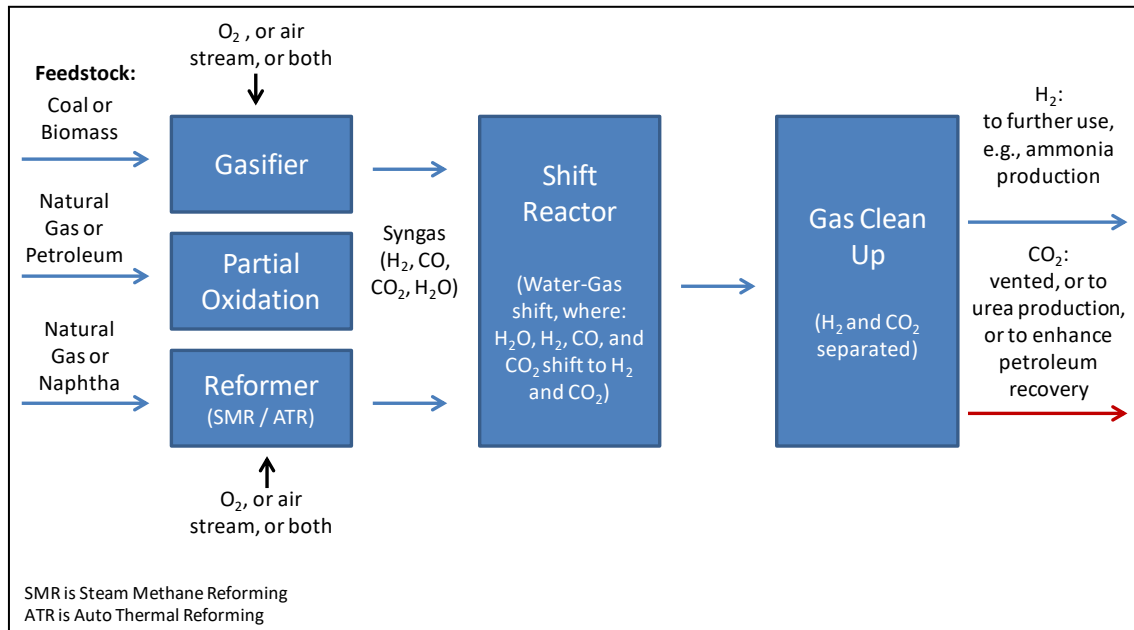 O₂ , or air
stream, or both
Feedstock:
Coal or
Biomass
Gasifier
Natural
Gas or
Petroleum
Partial
Oxidation
Natural
Gas or
Naphtha
Reformer
(SMR / ATR)
O₂, or air
stream, or both
Syngas
(H₂, CO,
CO₂, H₂O)
Shift
Reactor
(Water-Gas
shift, where:
H₂O, H₂, CO, and
CO₂ shift to H₂
and CO₂)
Gas Clean
Up
(H₂ and CO₂
separated)
H₂:
to further use,
e.g., ammonia
production
CO₂:
vented, or to
urea production,
or to enhance
petroleum
recovery
SMR is Steam Methane Reforming
ATR is Auto Thermal Reforming